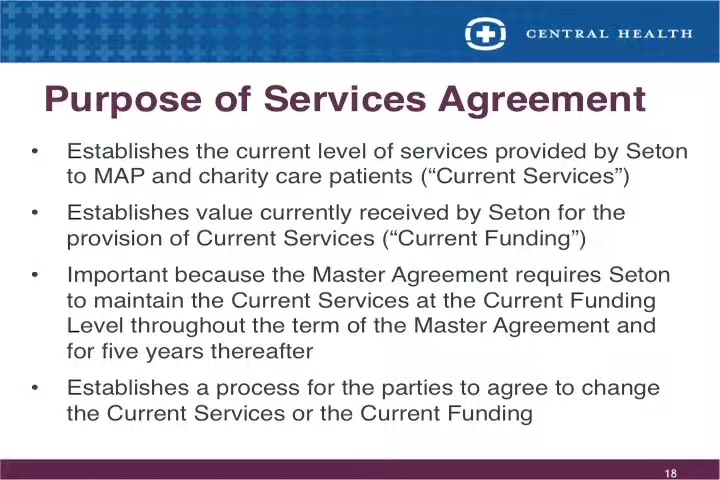 CENTRAL HEALTH
Purpose of Services Agreement
• Establishes the current level of services provided by Seton
to MAP and charity care patients (“Current Services”)
• Establishes value currently received by Seton for the
provision of Current Services (“Current Funding”)
• Important because the Master Agreement requires Seton
to maintain the Current Services at the Current Funding
Level throughout the term of the Master Agreement and
for five years thereafter
• Establishes a process for the parties to agree to change
the Current Services or the Current Funding
18